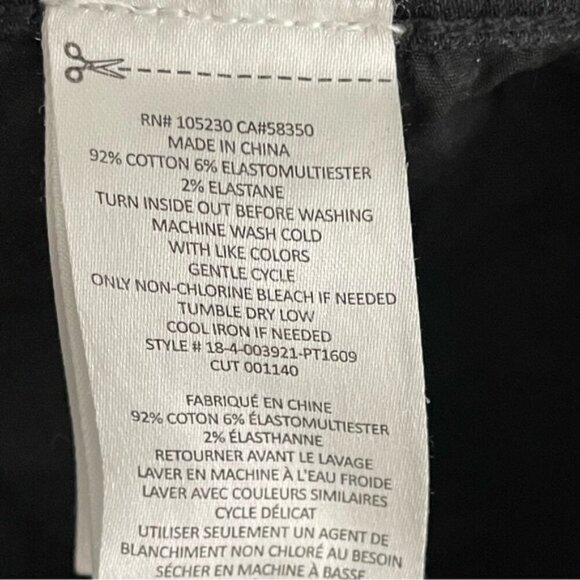 RN# 105230 CA#58350
MADE IN CHINA
92% COTTON 6% ELASTOMULTIESTER
2% ELASTANE
TURN INSIDE OUT BEFORE WASHING
MACHINE WASH COLD
WITH LIKE COLORS
GENTLE CYCLE
ONLY NON-CHLORINE BLEACH IF NEEDED
TUMBLE DRY LOW
COOL IRON IF NEEDED
STYLE # 18-4-003921-PT1609
CUT 001140
FABRIQUÉ EN CHINE
92% COTON 6% ÉLASTOMULTIESTER
2% ÉLASTHANNE
RETOURNER AVANT LE LAVAGE
LAVER EN MACHINE À L'EAU FROIDE
LAVER AVEC COULEURS SIMILAIRES
CYCLE DÉLICAT
UTILISER SEULEMENT UN AGENT DE
BLANCHIMENT NON CHLORÉ AU BESOIN
SÉCHER EN MACHINE À BASSE